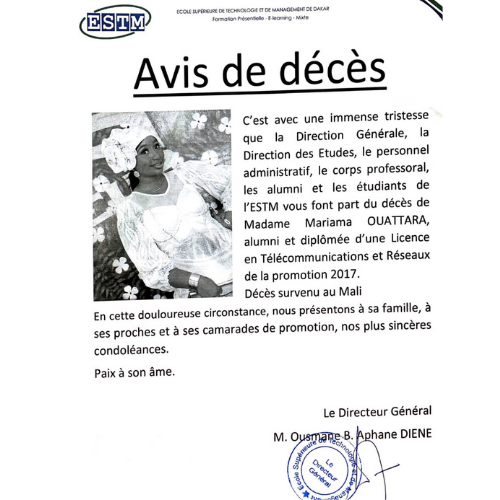 ESTM
ECOLE SUPERIEURE DE TECHNOLOGIE ET DE MANAGEMENT DE DAKAR
Formation Présentielle - E-learning - Mixte
Avis de décès
C'est avec une immense tristesse
que la Direction Générale, la
Direction des Etudes, le personnel
administratif, le corps professoral,
les alumni et les étudiants de
l'ESTM vous font part du décès de
Madame Mariama OUATTARA,
alumni et diplômée d'une Licence
en Télécommunications et Réseaux
de la promotion 2017.
Décès survenu au Mali
En cette douloureuse circonstance, nous présentons à sa famille, à
ses proches et à ses camarades de promotion, nos plus sincères
condoléances.
Paix à son âme.
Le Directeur Général
M. Ousmane B. Aphane DIENE
Ecole Supérieure de Technologie et de
Le
Directeur
Général